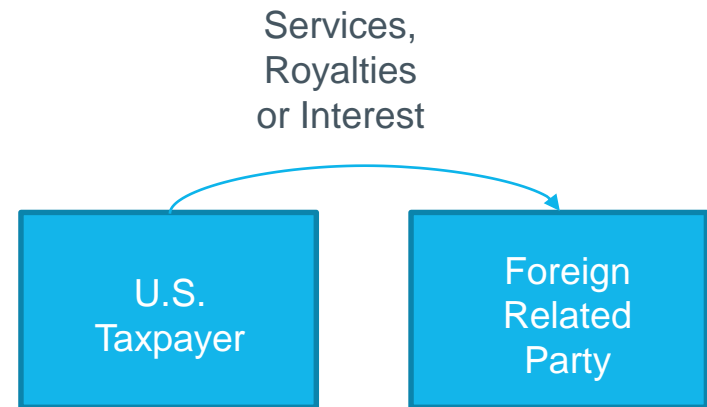 Services,
Royalties
or Interest
U.S.
Taxpayer
Foreign
Related
Party